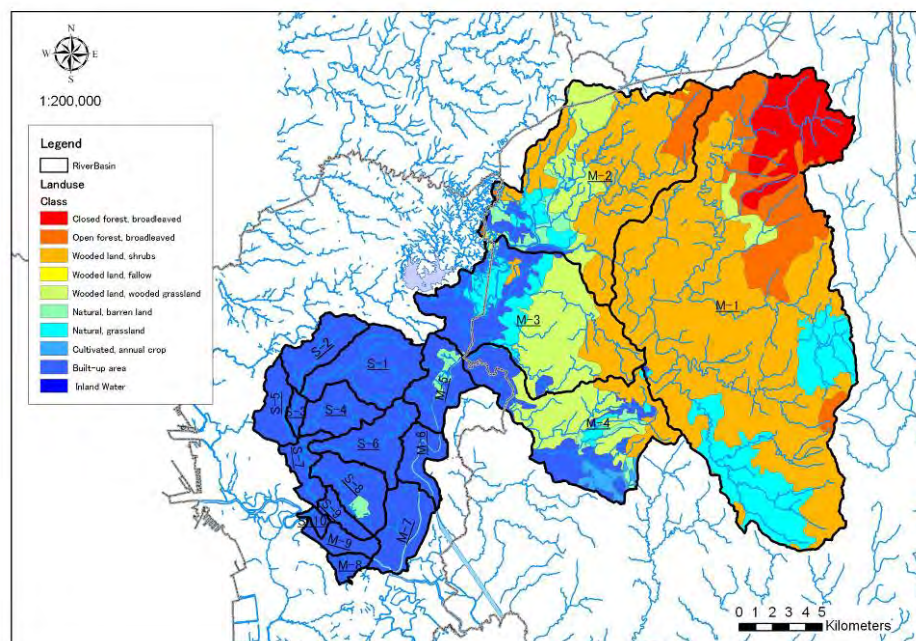 N
W E
S
1:200,000
Legend
RiverBasin
Landuse
Class
Closed forest, broadleaved
Open forest, broadleaved
Wooded land, shrubs
Wooded land, fallow
Wooded land, wooded grassland
Natural, barren land
Natural, grassland
Cultivated, annual crop
Built-up area
Inland Water
M-2
M-1
M-3
S-2
S-1
M-5
S-5
S-3
S-4
M-4
S-6
M-6
S-7
S-8
S-9
S-10
M-7
M-9
M-8
0 1 2 3 4 5
Kilometers